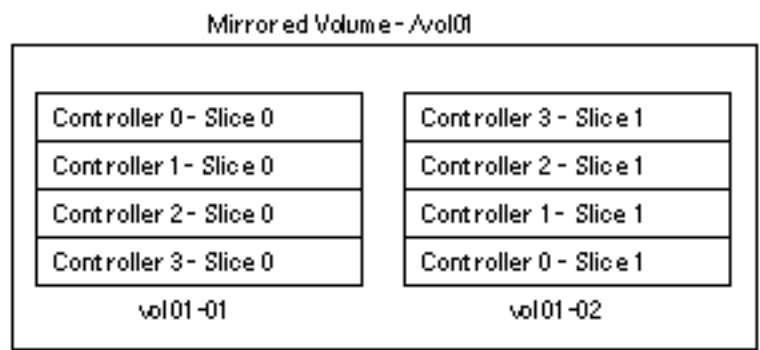 Mirrored Volume - /vol01
Controller 0 - Slice 0
Controller 1 - Slice 0
Controller 2 - Slice 0
Controller 3 - Slice 0
vol01-01
Controller 3 - Slice 1
Controller 2 - Slice 1
Controller 1 - Slice 1
Controller 0 - Slice 1
vol01-02